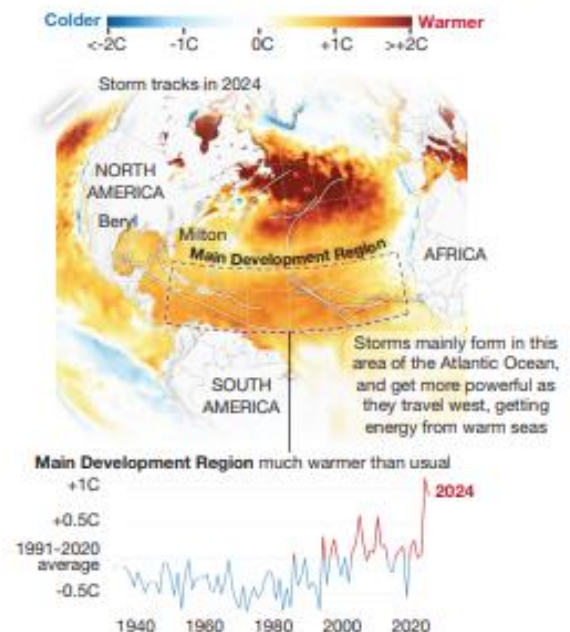 Colder Warmer
<-2C -1C 0C +1C >+2C
Storm tracks in 2024
NORTH
AMERICA
Beryl
Milton
Main Development Region
AFRICA
Storms mainly form in this
area of the Atlantic Ocean,
and get more powerful as
they travel west, getting
energy from warm seas
SOUTH
AMERICA
Main Development Region much warmer than usual
+1C
2024
+0.5C
1991-2020
average
-0.5C
1940 1960 1980 2000 2020